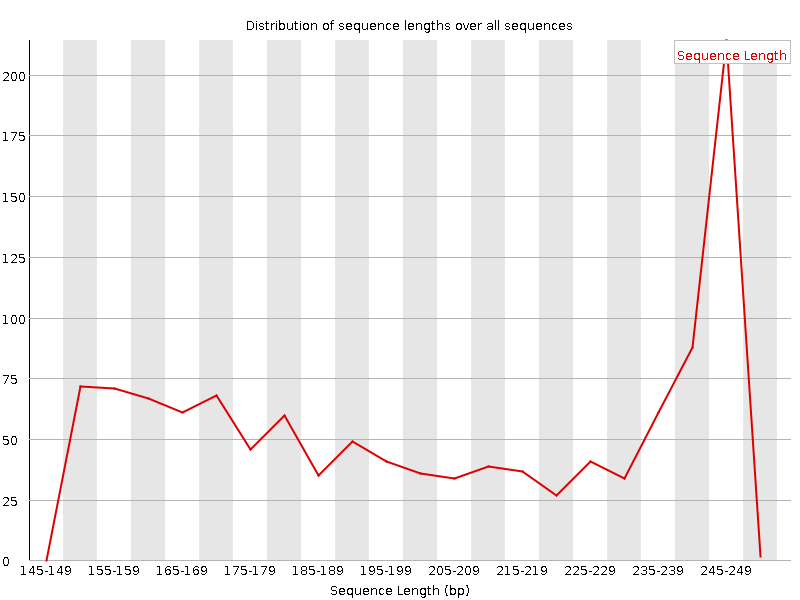 Distribution of sequence lengths over all sequences
Sequence Length
200
175
150
125
100
75
50
25
0
145-149 155-159 165-169 175-179 185-189 195-199 205-209 215-219 225-229 235-239 245-249
Sequence Length (bp)